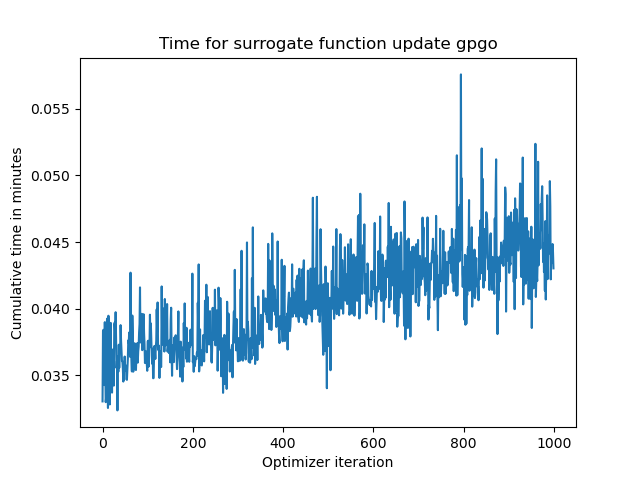 Time for surrogate function update gpgo
Cumulative time in minutes
0.055
0.050
0.045
0.040
0.035
0 200 400 600 800 1000
Optimizer iteration